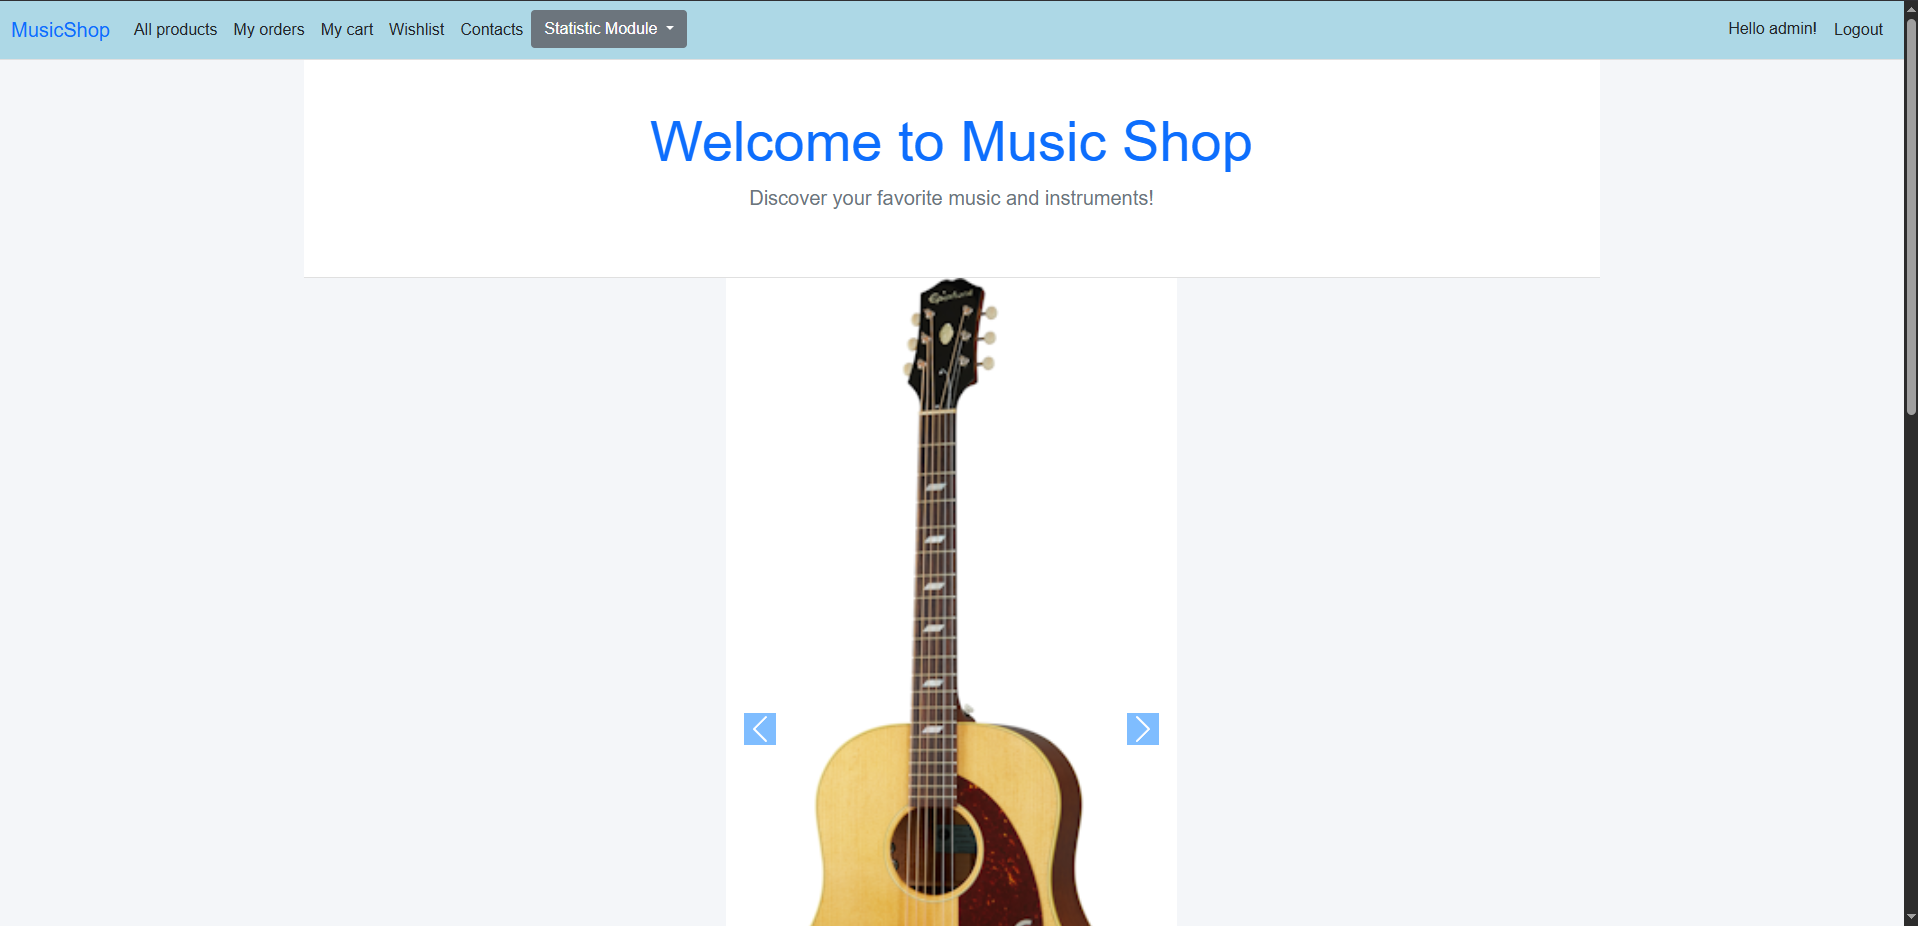 MusicShop All products My orders My cart Wishlist Contacts Statistic Module Hello admin! Logout
Welcome to Music Shop
Discover your favorite music and instruments!
Epiphone